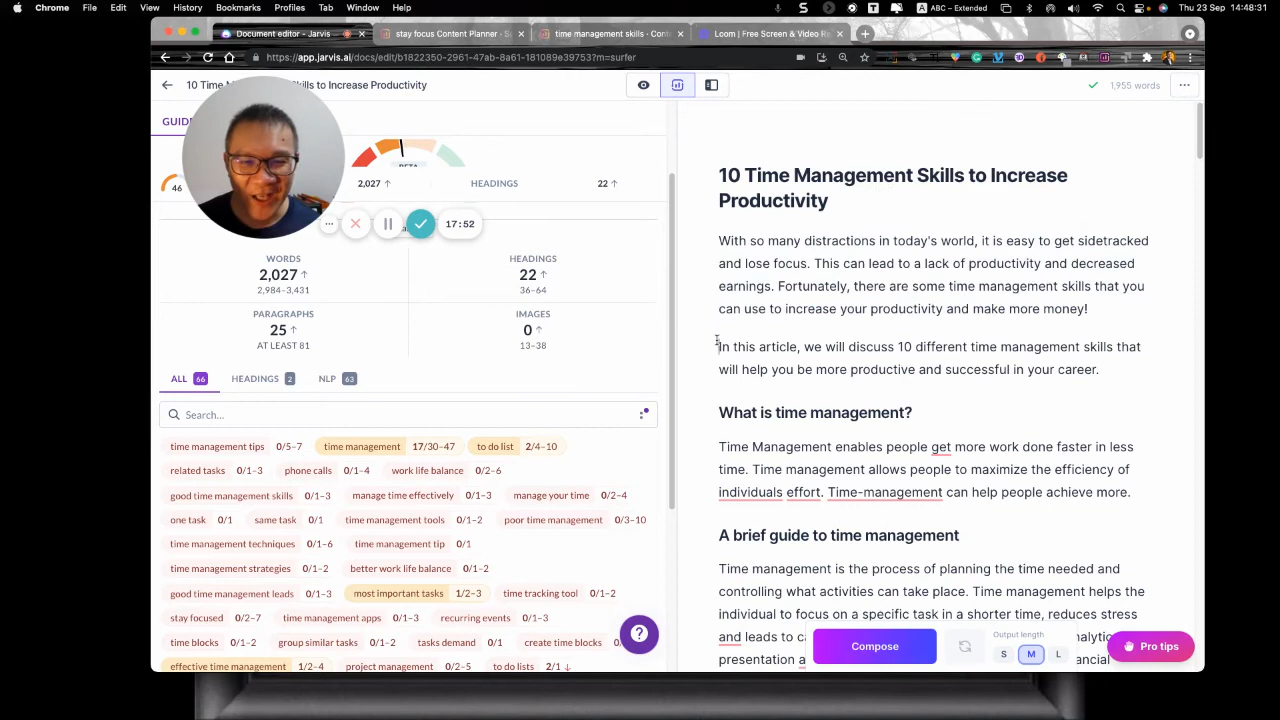 Chrome File Edit View History Bookmarks Profiles Tab Window Help
ABC – Extended
Thu 23 Sep 14:48:31
Document editor - Jarvis
stay focus Content Planner - S
time management skills - Cont
Loom | Free Screen & Video R
https://app.jarvis.ai/docs/edit/b1822350-2961-47ab-8a61-181089e39753?m=surfer
10 Time M Skills to Increase Productivity
1,955 words
GUID
BETA
46
2,027 ↑
HEADINGS
22 ↑
17:52
WORDS
2,027 ↑
2,984–3,431
HEADINGS
22 ↑
36–64
PARAGRAPHS
25 ↑
AT LEAST 81
IMAGES
0 ↑
13–38
ALL 66
HEADINGS 2
NLP 63
Search...
time management tips 0/5–7 time management 17/30–47 to do list 2/4–10
related tasks 0/1–3 phone calls 0/1–4 work life balance 0/2–6
good time management skills 0/1–3 manage time effectively 0/1–3 manage your time 0/2–4
one task 0/1 same task 0/1 time management tools 0/1–2 poor time management 0/3–10
time management techniques 0/1–6 time management tip 0/1
time management strategies 0/1–2 better work life balance 0/1–2
good time management leads 0/1–3 most important tasks 1/2–3 time tracking tool 0/1–2
stay focused 0/2–7 time management apps 0/1–3 recurring events 0/1–3
time blocks 0/1–2 group similar tasks 0/1–2 tasks demand 0/1 create time blocks 0/
effective time management 1/2–4 project management 0/2–5 to do lists 2/1 ↓
10 Time Management Skills to Increase
Productivity
With so many distractions in today's world, it is easy to get sidetracked
and lose focus. This can lead to a lack of productivity and decreased
earnings. Fortunately, there are some time management skills that you
can use to increase your productivity and make more money!
In this article, we will discuss 10 different time management skills that
will help you be more productive and successful in your career.
What is time management?
Time Management enables people get more work done faster in less
time. Time management allows people to maximize the efficiency of
individuals effort. Time-management can help people achieve more.
A brief guide to time management
Time management is the process of planning the time needed and
controlling what activities can take place. Time management helps the
individual to focus on a specific task in a shorter time, reduces stress
and leads to ca
presentation a
Compose
Output length
S M L
Pro tips